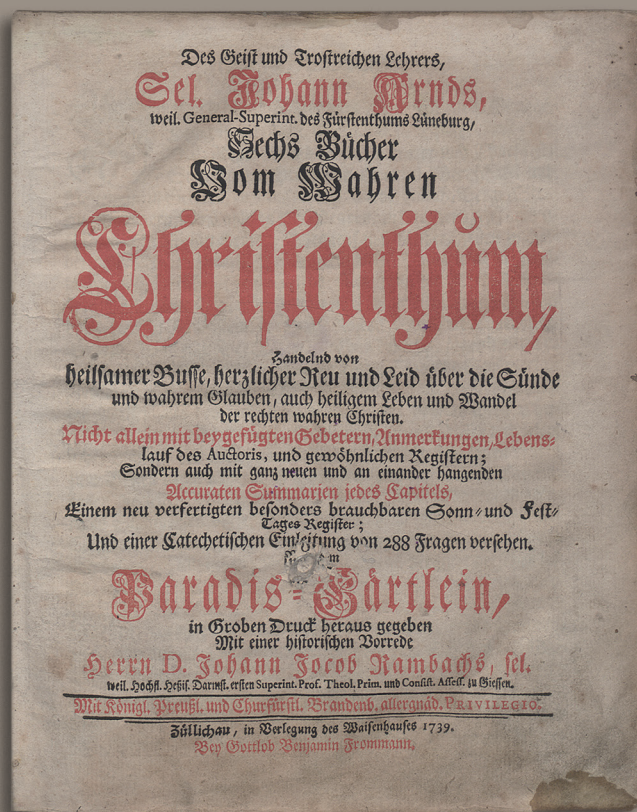 Des Geist und Trostreichen Lehrers,
Sel. Johann Arnds,
weil. General-Superint. des Fürstenthums Lüneburg,
Sechs Bücher
Vom Wahren
Christenthum,
Handelnd von
heilsamer Busse, herzlicher Reu und Leid über die Sünde
und wahrem Glauben, auch heiligem Leben und Wandel
der rechten wahren Christen.
Nicht allein mit beygefügten Gebetern, Anmerkungen, Lebens-
lauf des Auctoris, und gewöhnlichen Registern;
Sondern auch mit ganz neuen und an einander hangenden
Accuraten Summarien jedes Capitels,
Einem neu verfertigten besonders brauchbaren Sonn- und Fest-
Tages Register;
Und einer Catechetischen Einleitung von 288 Fragen versehen.
Paradis-Gärtlein,
in Groben Druck heraus gegeben
Mit einer historischen Vorrede
Herrn D. Johann Jocob Rambachs, sel.
weil. Hochfl. Heßis. Darmst. ersten Superint. Prof. Theol. Prim. und Consist. Assess. zu Giessen.
Mit Königl. Preußl. und Churfürstl. Brandenb. allergnäd. PRIVILEGIO.
Züllichau, in Verlegung des Waisenhauses 1739.
Bey Gottlob Benjamin Frommann.